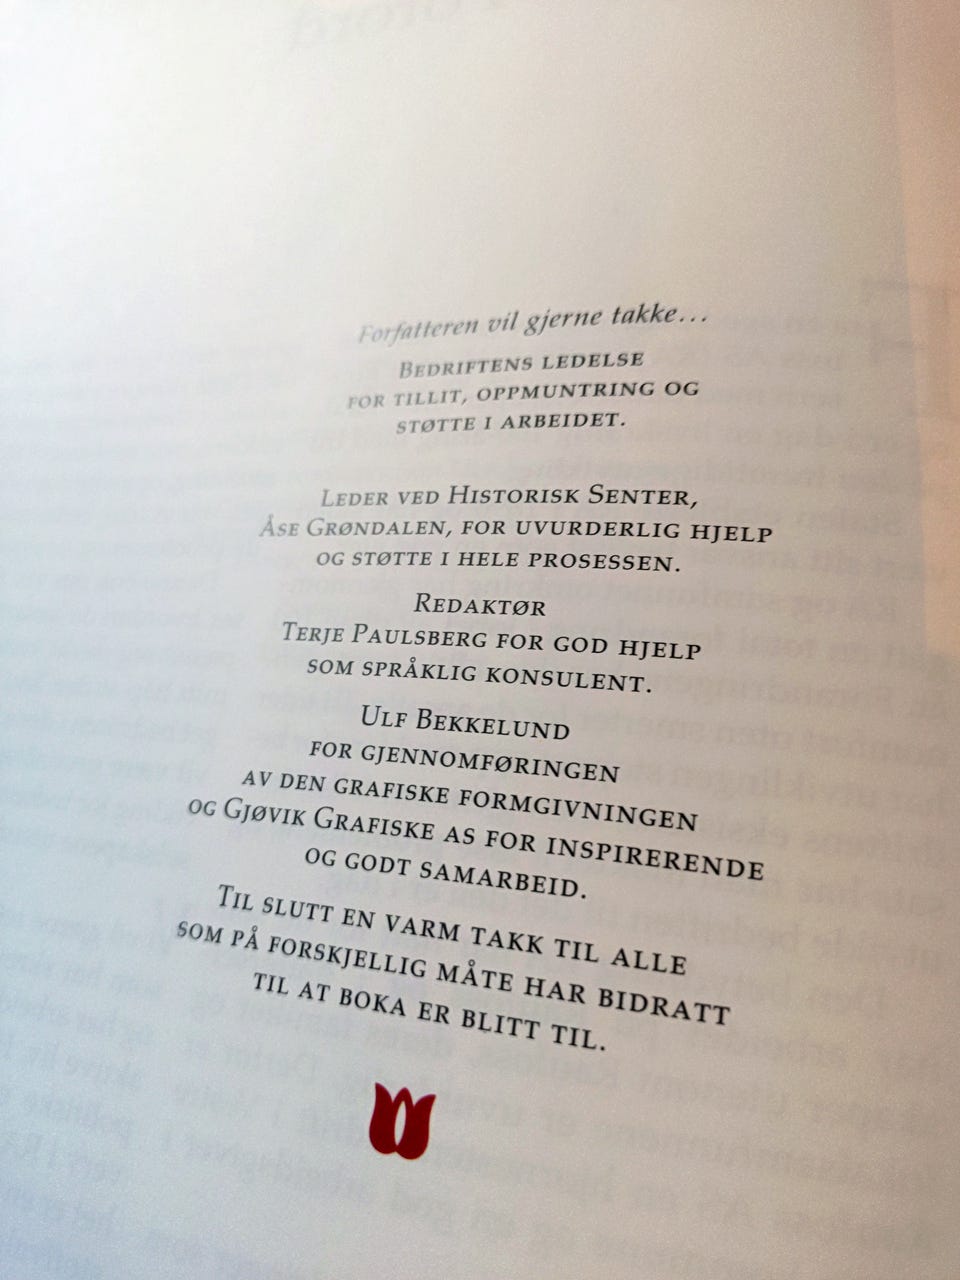 Forfatteren vil gjerne takke...
BEDRIFTENS LEDELSE
FOR TILLIT, OPPMUNTRING OG
STØTTE I ARBEIDET.
LEDER VED HISTORISK SENTER,
ÅSE GRØNDALEN, FOR UVURDERLIG HJELP
OG STØTTE I HELE PROSESSEN.
REDAKTØR
TERJE PAULSBERG FOR GOD HJELP
SOM SPRÅKLIG KONSULENT.
ULF BEKKELUND
FOR GJENNOMFØRINGEN
AV DEN GRAFISKE FORMGIVNINGEN
OG GJØVIK GRAFISKE AS FOR INSPIRERENDE
OG GODT SAMARBEID.
TIL SLUTT EN VARM TAKK TIL ALLE
SOM PÅ FORSKJELLIG MÅTE HAR BIDRATT
TIL AT BOKA ER BLITT TIL.